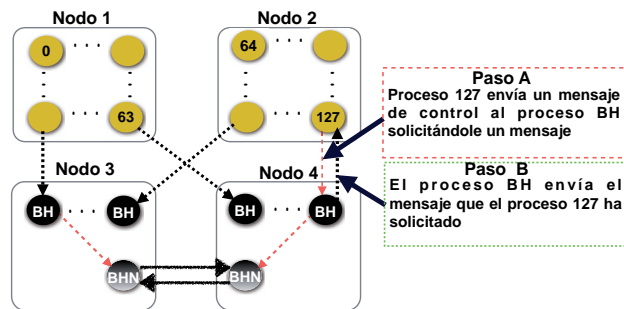 Nodo 1
Nodo 2
0
64
63
127
Paso A
Proceso 127 envía un mensaje
de control al proceso BH
solicitándole un mensaje
Nodo 3
Nodo 4
Paso B
El proceso BH envía el
mensaje que el proceso 127 ha
solicitado
BH
BH
BH
BH
BHN
BHN